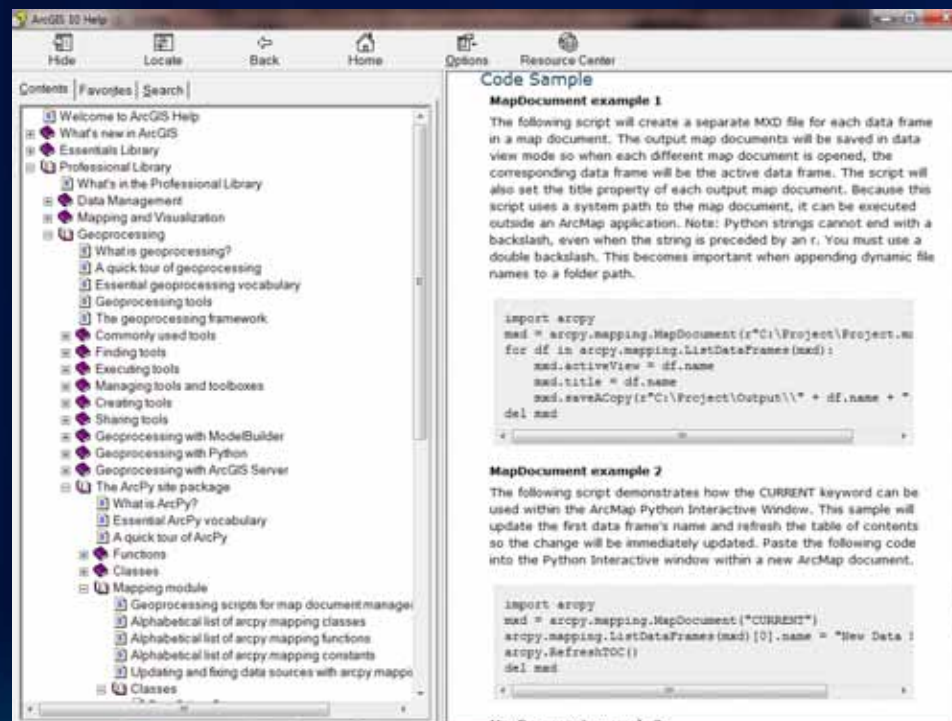 ArcGIS 10 Help
Hide Locate Back Home Options Resource Center
Contents Favorites Search
Welcome to ArcGIS Help
What's new in ArcGIS
Essentials Library
Professional Library
What's in the Professional Library
Data Management
Mapping and Visualization
Geoprocessing
What is geoprocessing?
A quick tour of geoprocessing
Essential geoprocessing vocabulary
Geoprocessing tools
The geoprocessing framework
Commonly used tools
Finding tools
Executing tools
Managing tools and toolboxes
Creating tools
Sharing tools
Geoprocessing with ModelBuilder
Geoprocessing with Python
Geoprocessing with ArcGIS Server
The ArcPy site package
What is ArcPy?
Essential ArcPy vocabulary
A quick tour of ArcPy
Functions
Classes
Mapping module
Geoprocessing scripts for map document manage
Alphabetical list of arcpy.mapping classes
Alphabetical list of arcpy.mapping functions
Alphabetical list of arcpy.mapping constants
Updating and fixing data sources with arcpy.mappi
Classes
Code Sample
MapDocument example 1
The following script will create a separate MXD file for each data frame
in a map document. The output map documents will be saved in data
view mode so when each different map document is opened, the
corresponding data frame will be the active data frame. The script will
also set the title property of each output map document. Because this
script uses a system path to the map document, it can be executed
outside an ArcMap application. Note: Python strings cannot end with a
backslash, even when the string is preceded by an r. You must use a
double backslash. This becomes important when appending dynamic file
names to a folder path.
import arcpy
mxd = arcpy.mapping.MapDocument(r"C:\Project\Project.m
for df in arcpy.mapping.ListDataFrames(mxd):
mxd.activeView = df.name
mxd.title = df.name
mxd.saveACopy(r"C:\Project\Output\\" + df.name + ".
del mxd
MapDocument example 2
The following script demonstrates how the CURRENT keyword can be
used within the ArcMap Python Interactive Window. This sample will
update the first data frame's name and refresh the table of contents
so the change will be immediately updated. Paste the following code
into the Python Interactive window within a new ArcMap document.
import arcpy
mxd = arcpy.mapping.MapDocument("CURRENT")
arcpy.mapping.ListDataFrames(mxd)[0].name = "New Data
arcpy.RefreshTOC()
del mxd